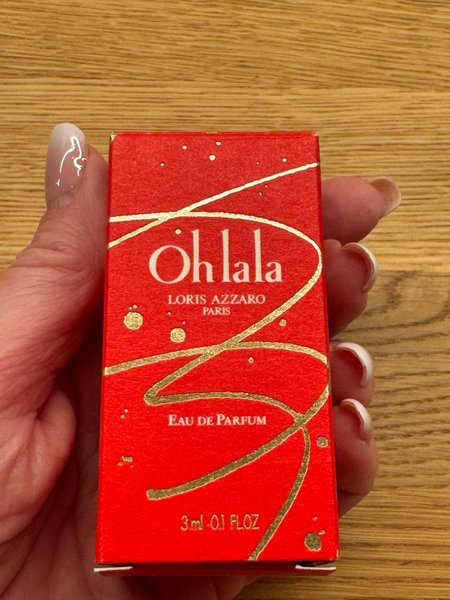 Oh lala
LORIS AZZARO
PARIS
EAU DE PARFUM
3 ml - 0.1 FL.OZ